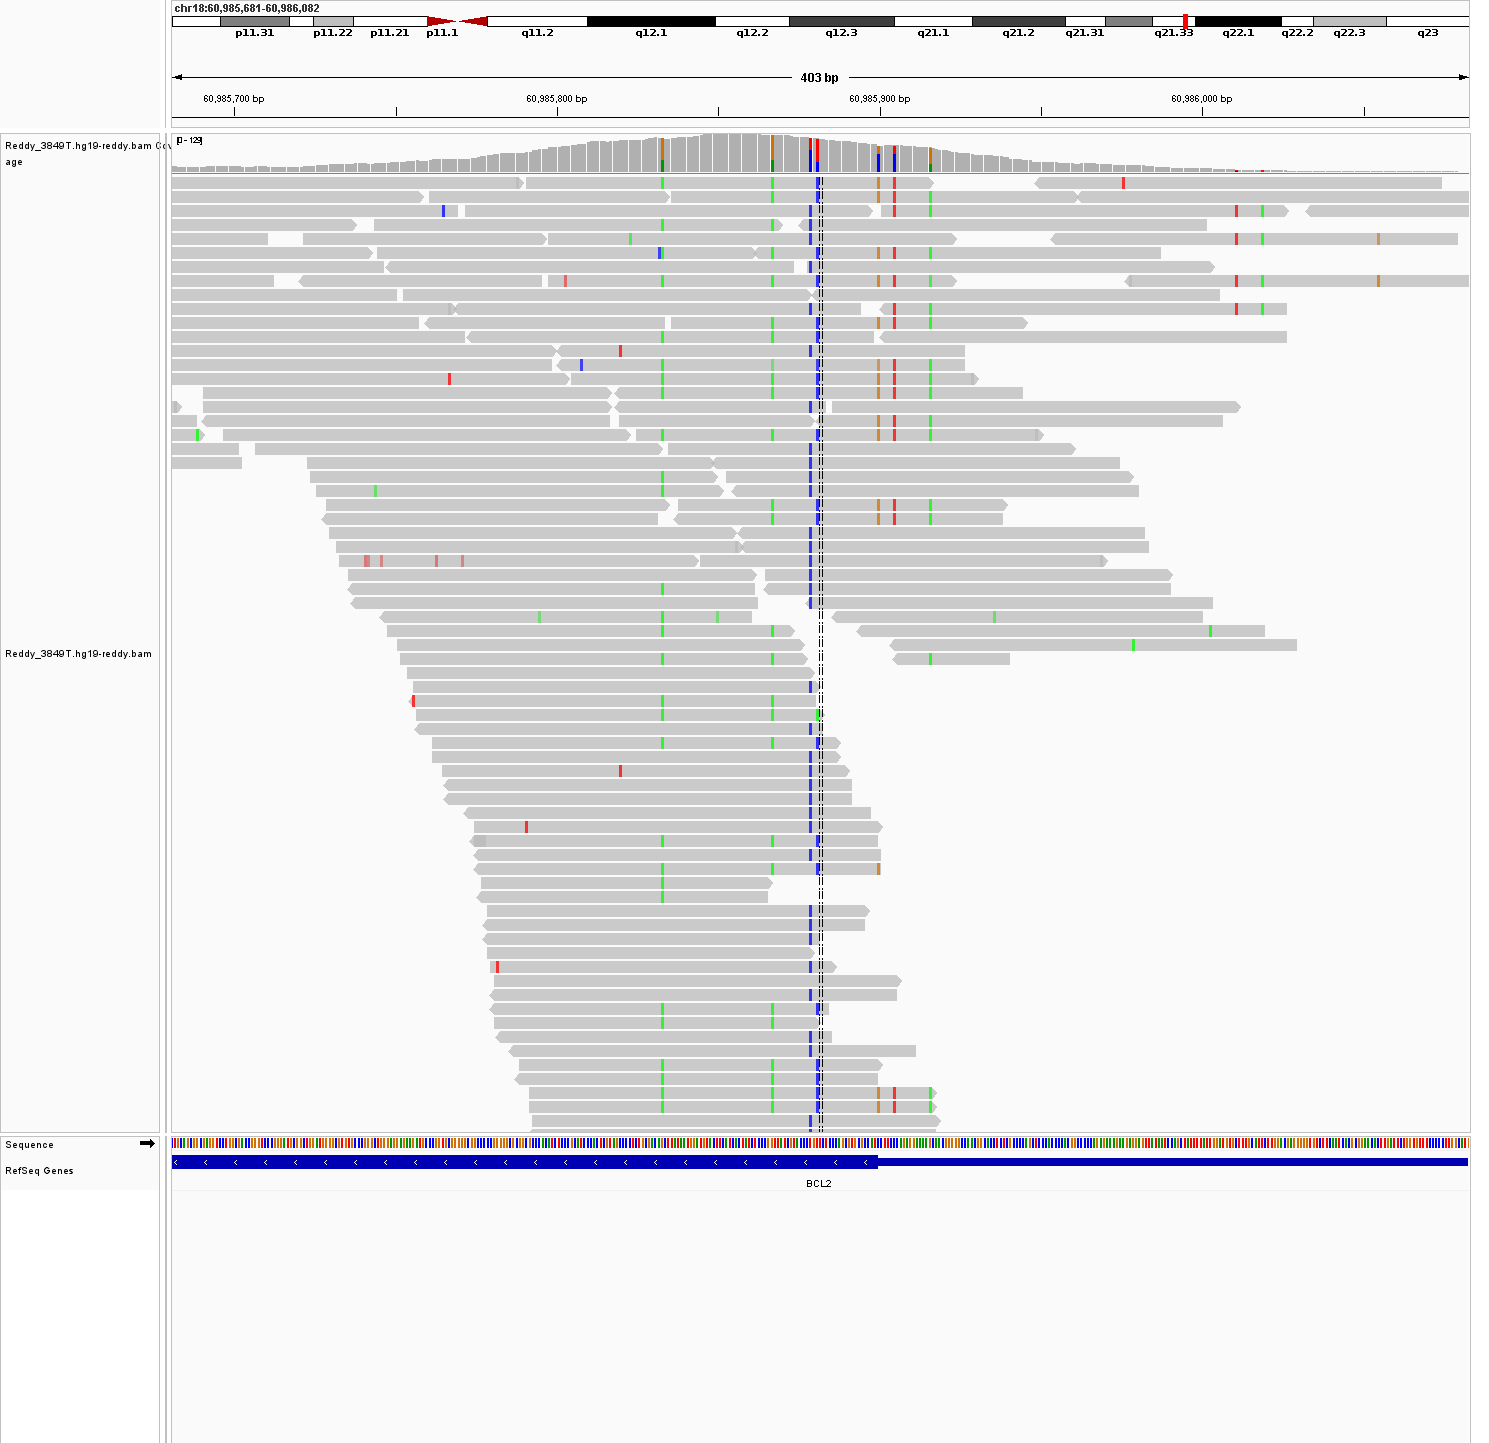 chr18:60,985,681-60,986,082
p11.31 p11.22 p11.21 p11.1 q11.2 q12.1 q12.2 q12.3 q21.1 q21.2 q21.31 q21.33 q22.1 q22.2 q22.3 q23
403 bp
60,985,700 bp 60,985,800 bp 60,985,900 bp 60,986,000 bp
Reddy_3849T.hg19-reddy.bam Cov
age
[0 - 129]
Reddy_3849T.hg19-reddy.bam
Sequence
RefSeq Genes
BCL2